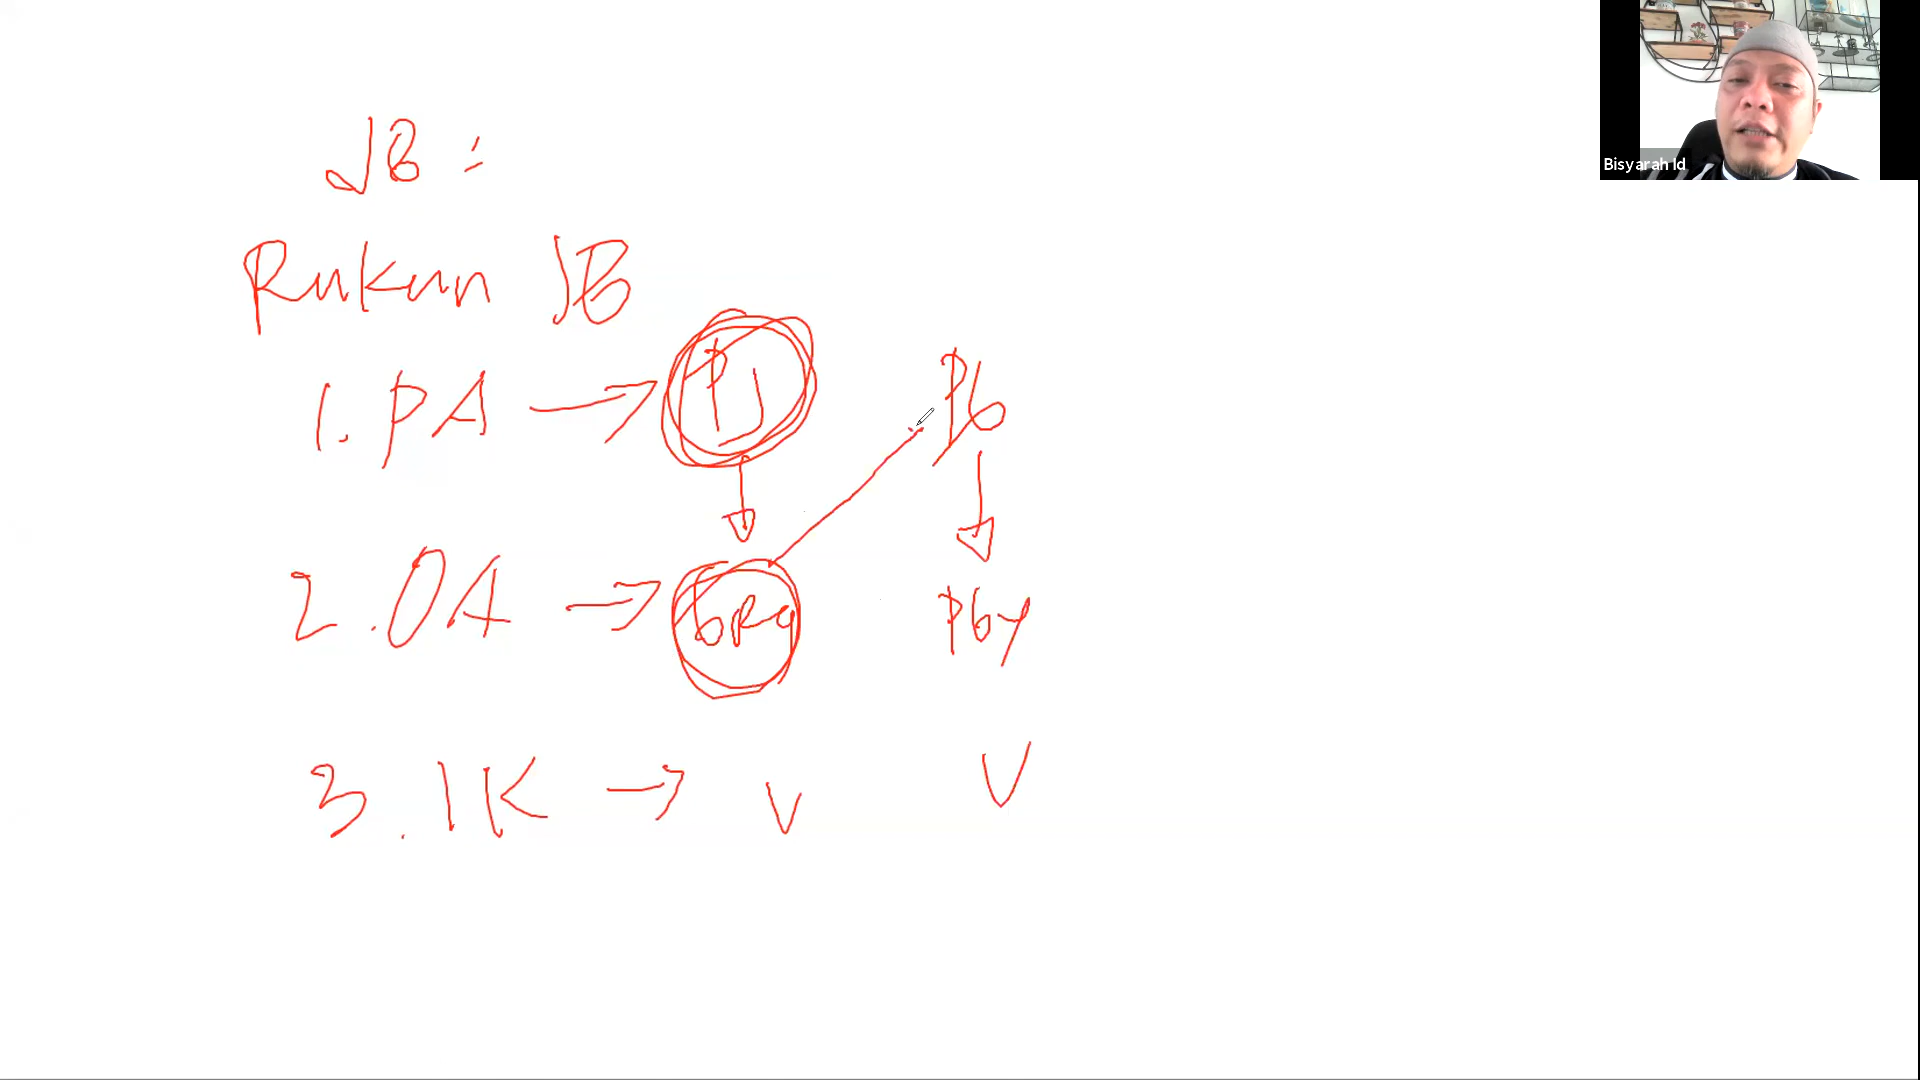 JB :
Rukun JB
1. PA → PJ Pb
2. OA → brg Pby
3. IK → V V
Bisyarah Id